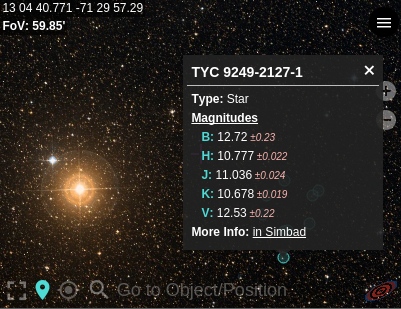 13 04 40.771 -71 29 57.29
FoV: 59.85'
TYC 9249-2127-1 ×
Type: Star
Magnitudes
B: 12.72 ±0.23
H: 10.777 ±0.022
J: 11.036 ±0.024
K: 10.678 ±0.019
V: 12.53 ±0.22
More Info: in Simbad
Go to Object/Position